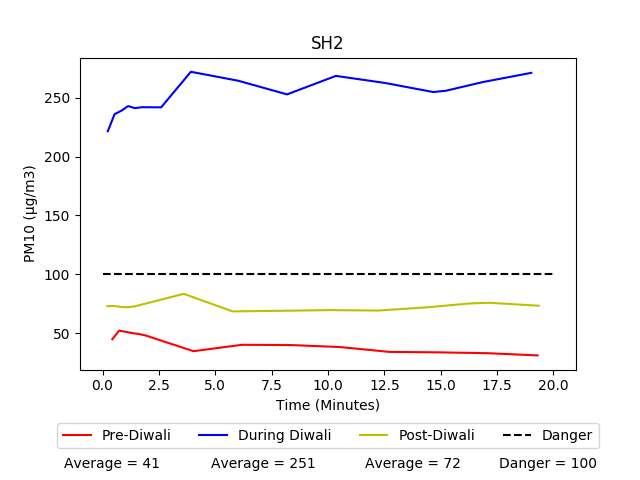 SH2
PM10 (µg/m3)
250
200
150
100
50
0.0 2.5 5.0 7.5 10.0 12.5 15.0 17.5 20.0
Time (Minutes)
Pre-Diwali During Diwali Post-Diwali Danger
Average = 41 Average = 251 Average = 72 Danger = 100